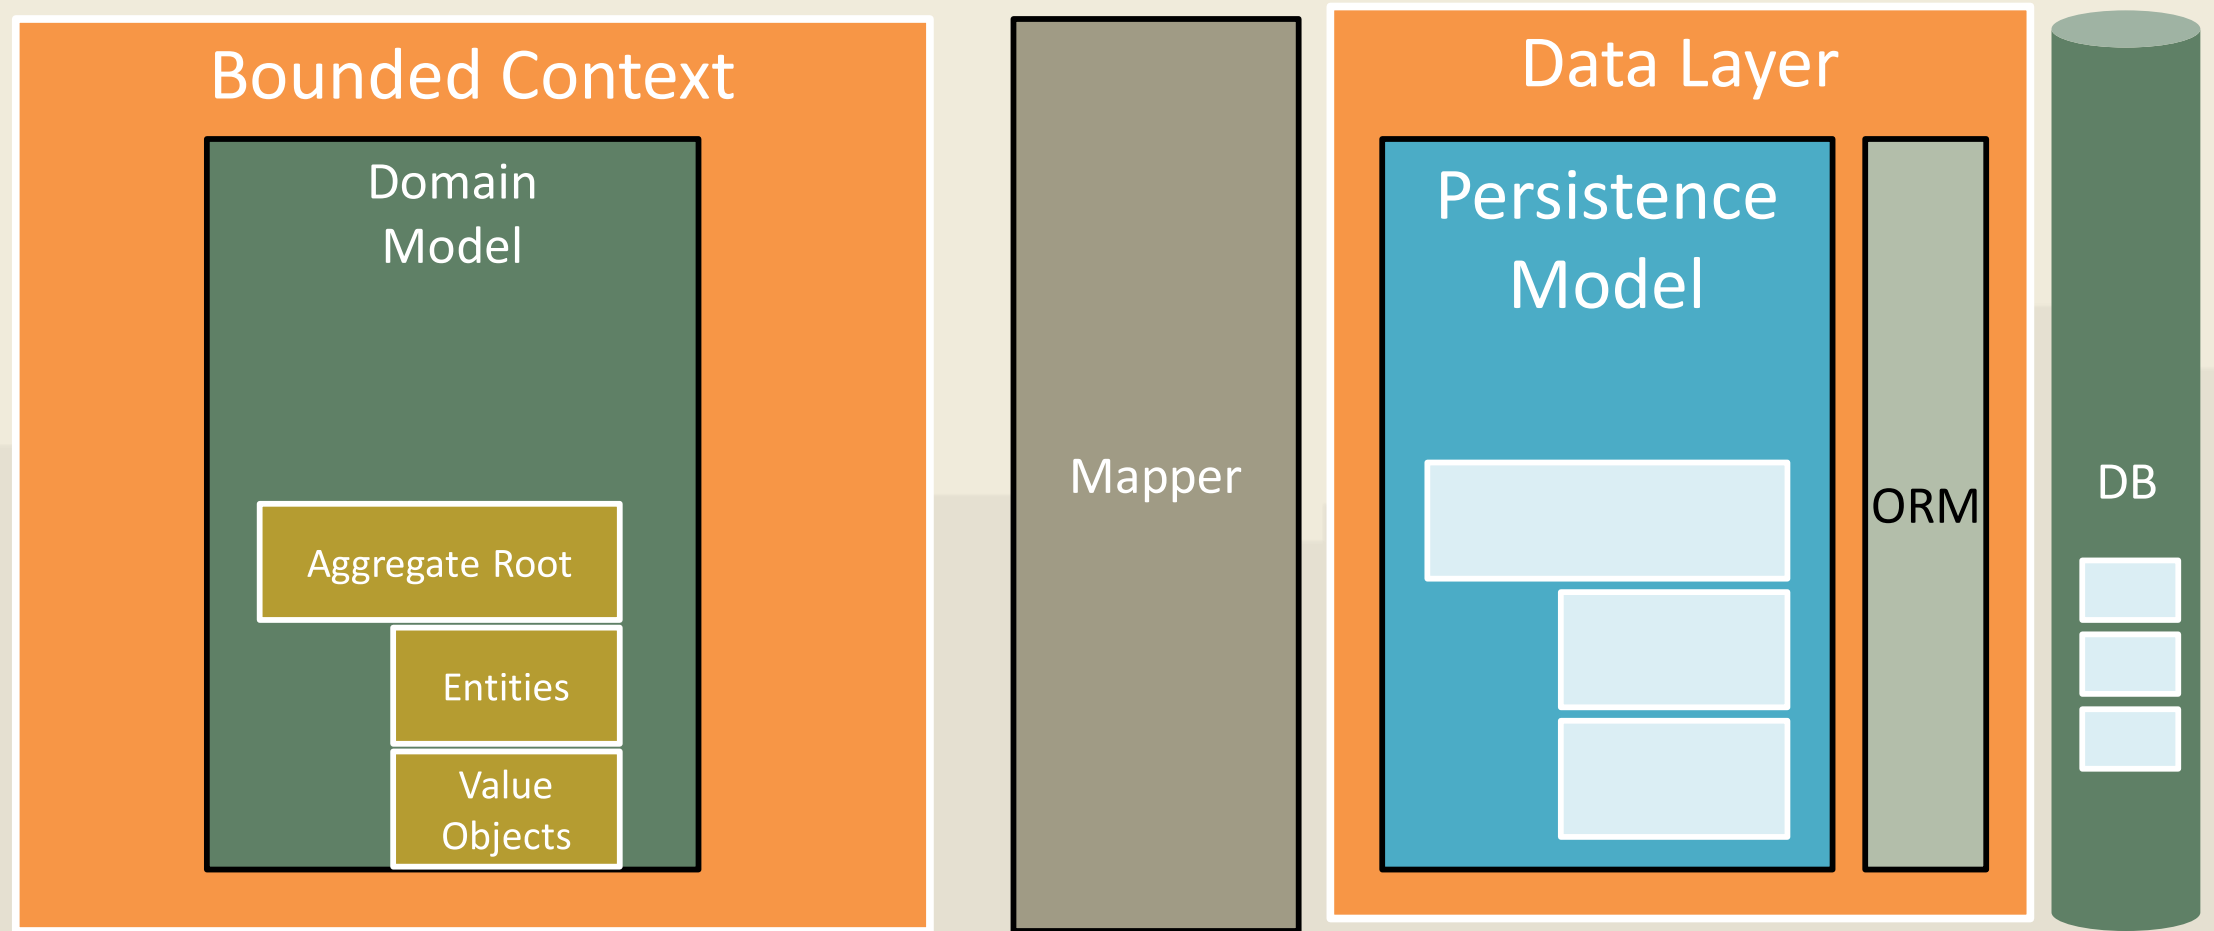 Bounded Context
Domain
Model
Aggregate Root
Entities
Value
Objects
Mapper
Data Layer
Persistence
Model
ORM
DB